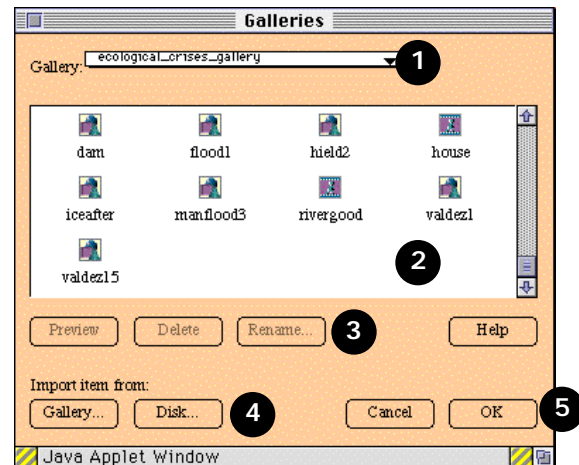 Galleries
Gallery: ecological_crises_gallery 1
dam flood1 hield2 house
iceafter manflood3 rivergood valdez1
2
valdez15
Preview Delete Rename... 3 Help
Import item from:
Gallery... Disk... 4 Cancel OK 5
Java Applet Window